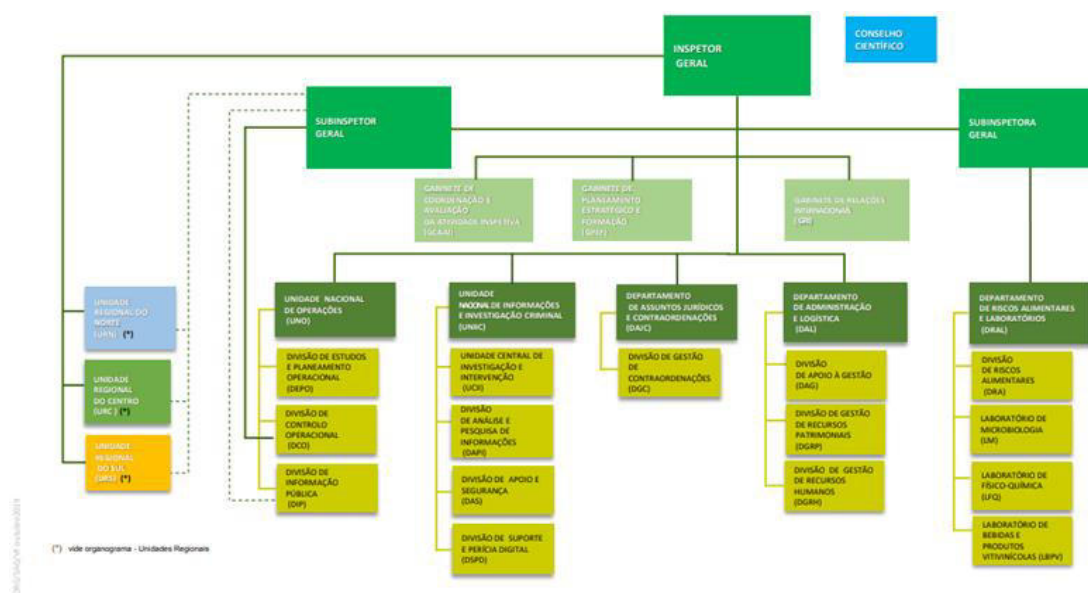 INSPETOR
GERAL
CONSELHO
CIENTÍFICO
SUBINSPETOR
GERAL
SUBINSPETORA
GERAL
GABINETE DE
COORDENAÇÃO E
AVALIAÇÃO
DA ATIVIDADE INSPETIVA
(GCAAI)
GABINETE DE
PLANEAMENTO
ESTRATÉGICO E
FORMAÇÃO
(GPEF)
GABINETE DE RELAÇÕES
INTERNACIONAIS
(GRI)
UNIDADE
REGIONAL DO
NORTE
(URN) (*)
UNIDADE
REGIONAL
DO CENTRO
(URC) (*)
UNIDADE
REGIONAL
DO SUL
(URS) (*)
UNIDADE NACIONAL
DE OPERAÇÕES
(UNO)
DIVISÃO DE ESTUDOS
E PLANEAMENTO
OPERACIONAL
(DEPO)
DIVISÃO DE
CONTROLO
OPERACIONAL
(DCO)
DIVISÃO DE
INFORMAÇÃO
PÚBLICA
(DIP)
UNIDADE
NACIONAL DE INFORMAÇÕES
E INVESTIGAÇÃO CRIMINAL
(UNIIC)
UNIDADE CENTRAL DE
INVESTIGAÇÃO E
INTERVENÇÃO
(UCII)
DIVISÃO
DE ANÁLISE E
PESQUISA DE
INFORMAÇÕES
(DAPI)
DIVISÃO DE APOIO E
SEGURANÇA
(DAS)
DIVISÃO DE SUPORTE
E PERÍCIA DIGITAL
(DSPD)
DEPARTAMENTO
DE ASSUNTOS JURÍDICOS
E CONTRAORDENAÇÕES
(DAJC)
DIVISÃO DE GESTÃO
DE
CONTRAORDENAÇÕES
(DGC)
DEPARTAMENTO
DE ADMINISTRAÇÃO
E LOGÍSTICA
(DAL)
DIVISÃO
DE APOIO À GESTÃO
(DAG)
DIVISÃO DE GESTÃO
DE RECURSOS
PATRIMONIAIS
(DGRP)
DIVISÃO DE GESTÃO
DE RECURSOS
HUMANOS
(DGRH)
DEPARTAMENTO
DE RISCOS ALIMENTARES
E LABORATÓRIOS
(DRAL)
DIVISÃO
DE RISCOS
ALIMENTARES
(DRA)
LABORATÓRIO DE
MICROBIOLOGIA
(LM)
LABORATÓRIO DE
FÍSICO-QUÍMICA
(LFQ)
LABORATÓRIO DE
BEBIDAS E
PRODUTOS
VITIVINÍCOLAS (LBPV)
(*) vide organograma - Unidades Regionais